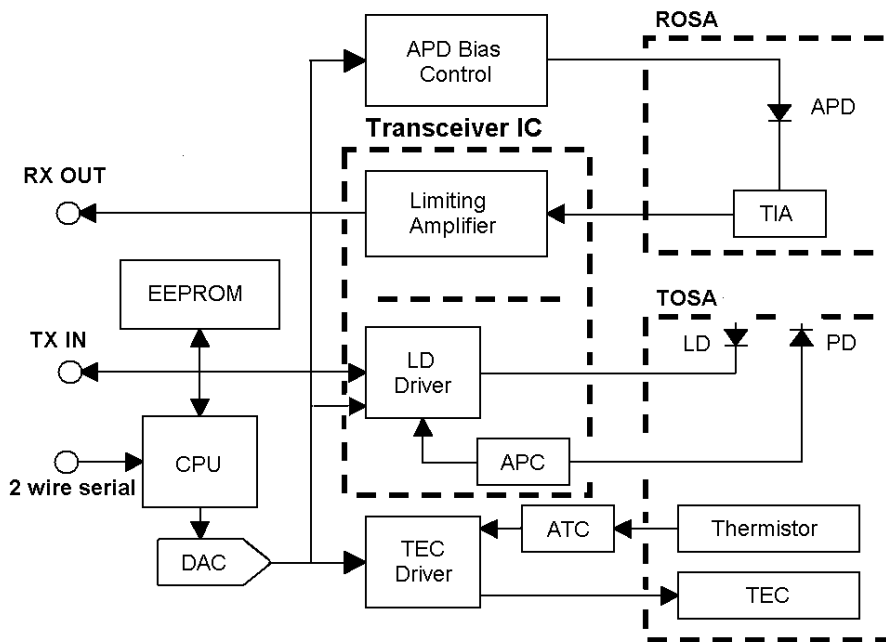 ROSA
APD Bias
Control
APD
Transceiver IC
RX OUT
Limiting
Amplifier
TIA
EEPROM
TOSA
TX IN
LD
Driver
LD
PD
CPU
APC
2 wire serial
DAC
TEC
Driver
ATC
Thermistor
TEC